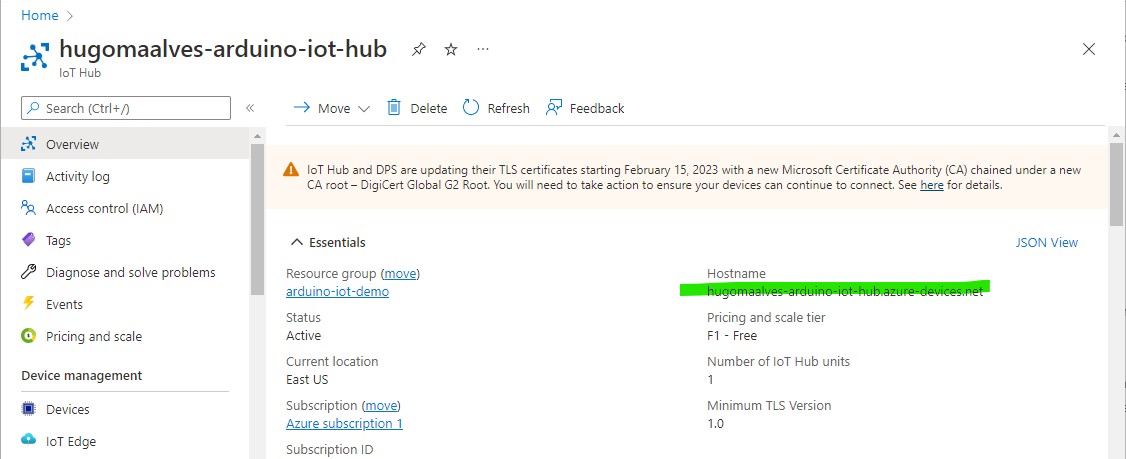 Home >
hugomaalves-arduino-iot-hub ...
IoT Hub
Search (Ctrl+/) «
Move Delete Refresh Feedback
Overview
Activity log
Access control (IAM)
Tags
Diagnose and solve problems
Events
Pricing and scale
Device management
Devices
IoT Edge
IoT Hub and DPS are updating their TLS certificates starting February 15, 2023 with a new Microsoft Certificate Authority (CA) chained under a new
CA root – DigiCert Global G2 Root. You will need to take action to ensure your devices can continue to connect. See here for details.
Essentials
JSON View
Resource group (move)
arduino-iot-demo
Status
Active
Current location
East US
Subscription (move)
Azure subscription 1
Subscription ID
Hostname
hugomaalves-arduino-iot-hub.azure-devices.net
Pricing and scale tier
F1 - Free
Number of IoT Hub units
1
Minimum TLS Version
1.0